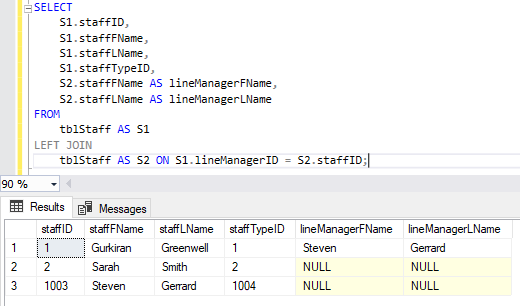 SELECT
S1.staffID,
S1.staffFName,
S1.staffLName,
S1.staffTypeID,
S2.staffFName AS lineManagerFName,
S2.staffLName AS lineManagerLName
FROM
tblStaff AS S1
LEFT JOIN
tblStaff AS S2 ON S1.lineManagerID = S2.staffID;
90 %
Results Messages
staffID staffFName staffLName staffTypeID lineManagerFName lineManagerLName
1 1 Gurkiran Greenwell 1 Steven Gerrard
2 2 Sarah Smith 2 NULL NULL
3 1003 Steven Gerrard 1004 NULL NULL